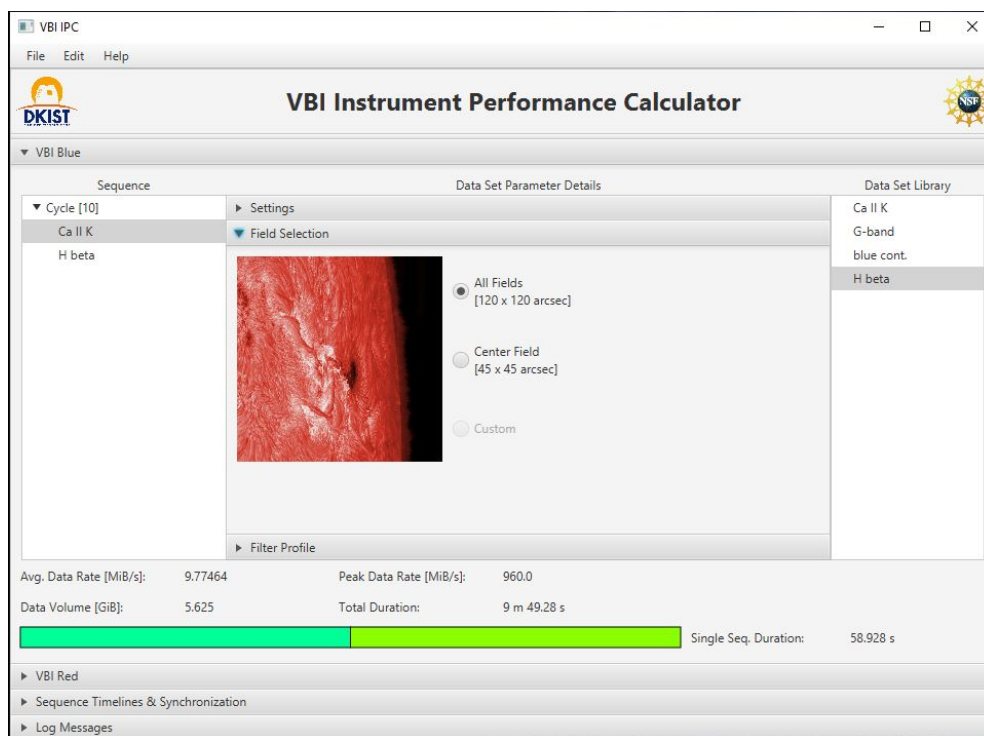 VBI IPC
File Edit Help
DKIST
VBI Instrument Performance Calculator
NSF
VBI Blue
Sequence Data Set Parameter Details Data Set Library
Cycle [10]
Ca II K
H beta
Settings
Field Selection
All Fields
[120 x 120 arcsec]
Center Field
[45 x 45 arcsec]
Custom
Filter Profile
Ca II K
G-band
blue cont.
H beta
Avg. Data Rate [MiB/s]: 9.77464 Peak Data Rate [MiB/s]: 960.0
Data Volume [GiB]: 5.625 Total Duration: 9 m 49.28 s
Single Seq. Duration: 58.928 s
VBI Red
Sequence Timelines & Synchronization
Log Messages